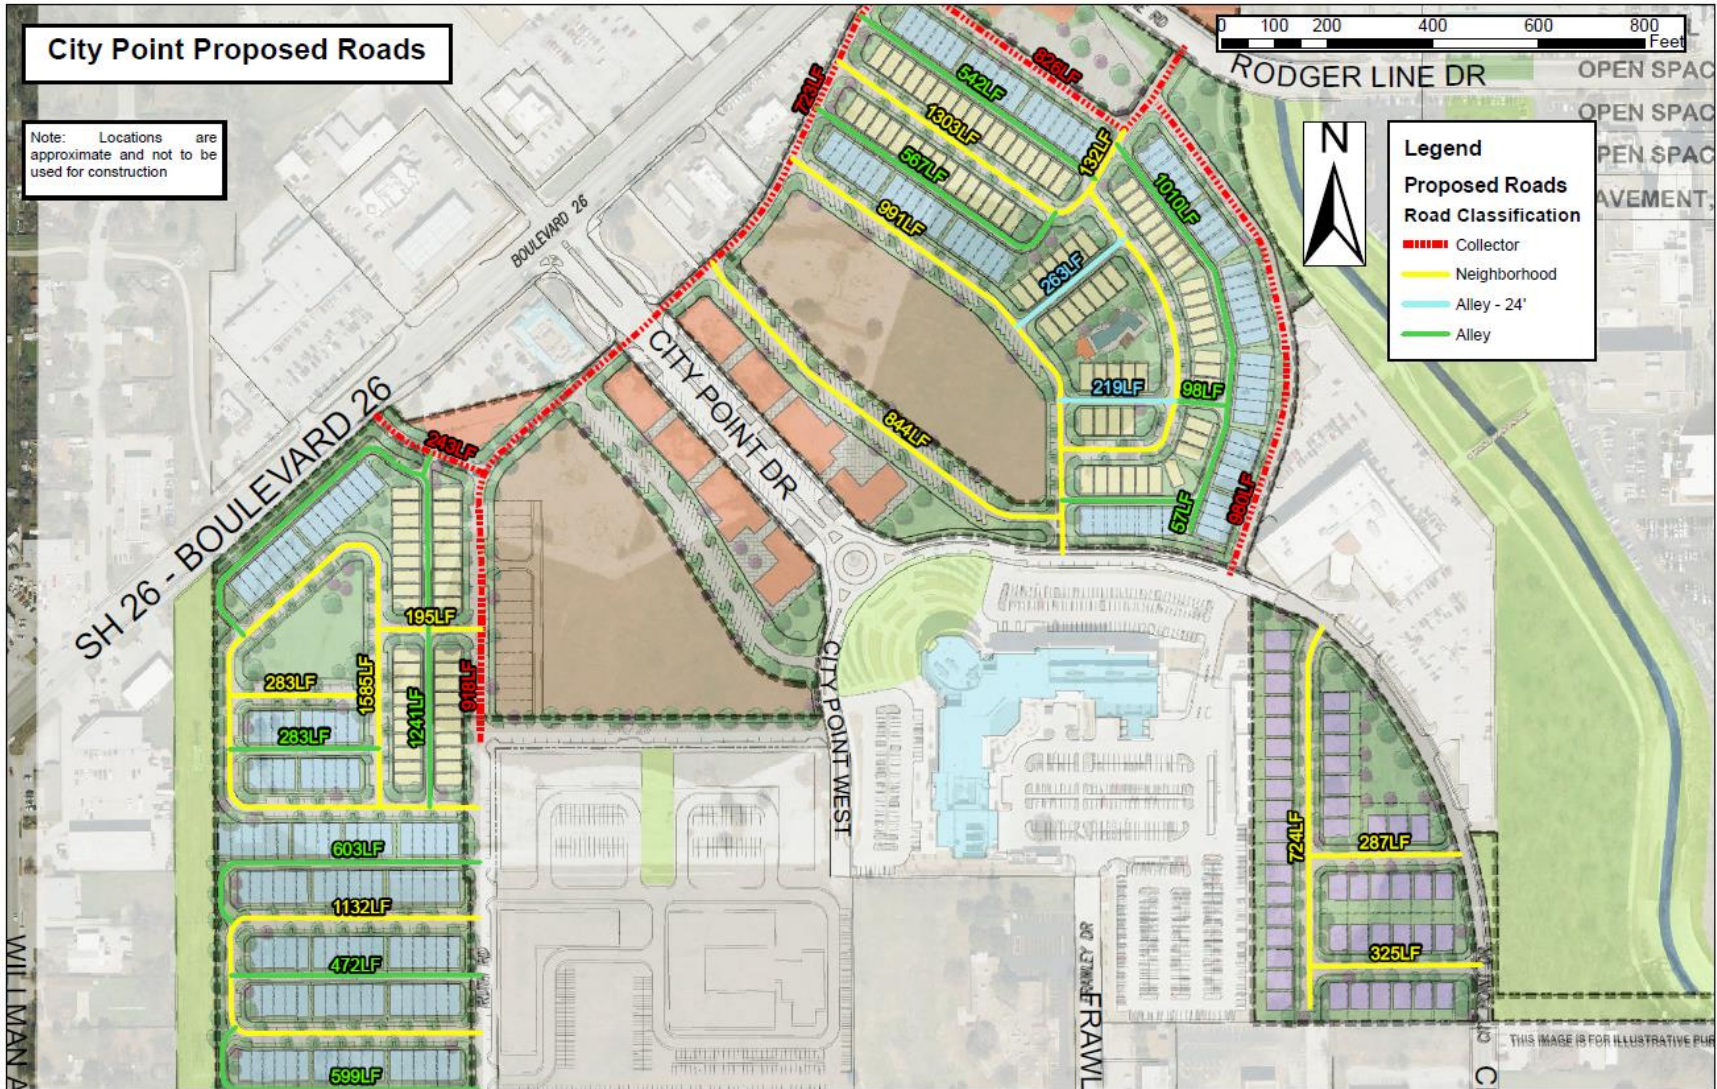 City Point Proposed Roads
Note: Locations are
approximate and not to be
used for construction
0 100 200 400 600 800
Feet
RD
RODGER LINE DR
OPEN SPAC
OPEN SPAC
PEN SPAC
AVEMENT,
N
Legend
Proposed Roads
Road Classification
Collector
Neighborhood
Alley - 24'
Alley
826LF
723LF
542LF
1303LF
132LF
567LF
1010LF
991LF
263LF
BOULEVARD 26
CITY POINT DR
219LF
98LF
844LF
243LF
57LF
980LF
SH 26 - BOULEVARD 26
195LF
1585LF
918LF
283LF
1241LF
283LF
CITY POINT WEST
603LF
724LF
287LF
1132LF
325LF
472LF
599LF
WILLMAN A
FRAWL
C
THIS IMAGE IS FOR ILLUSTRATIVE PUR